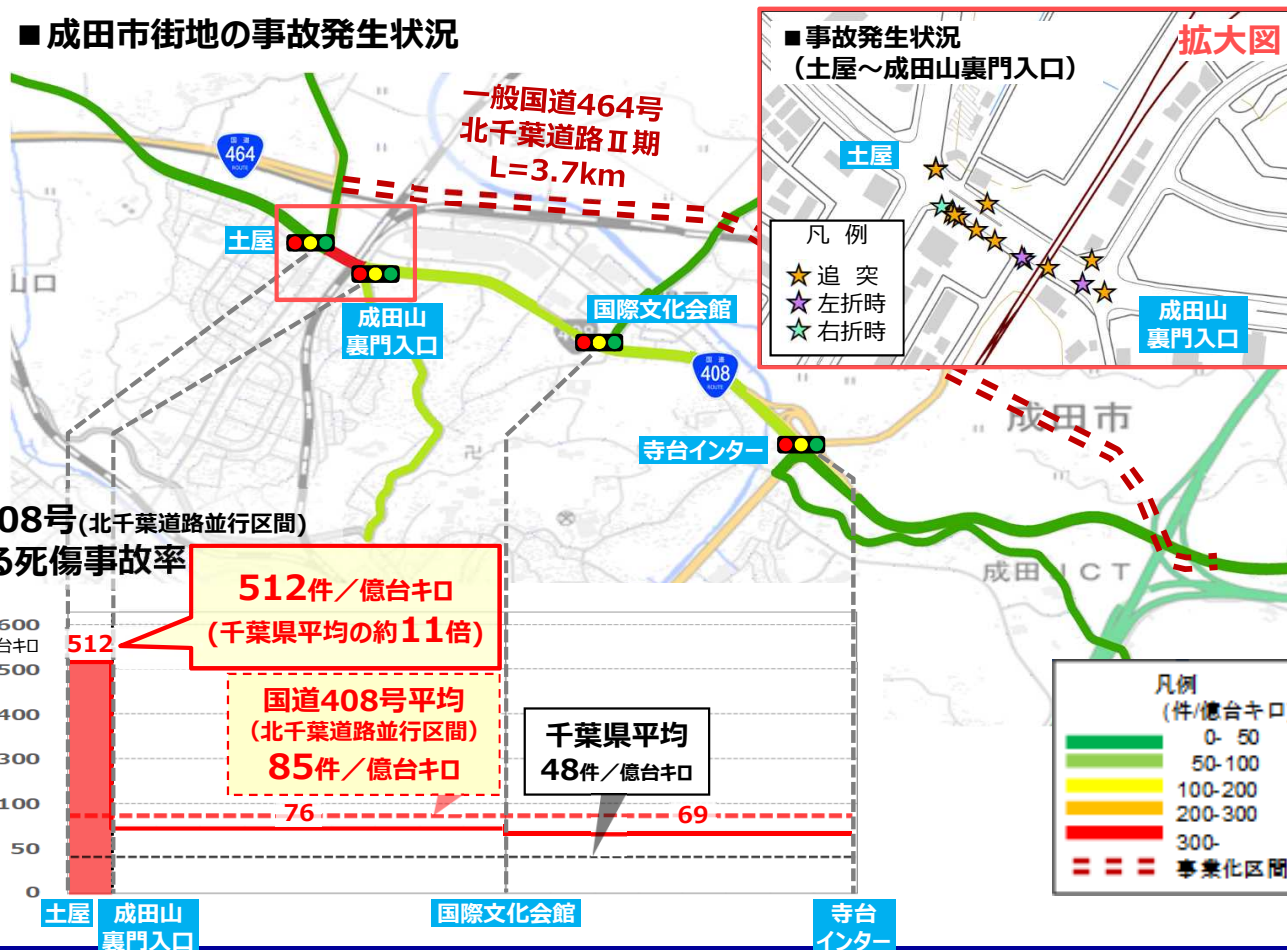 ■成田市街地の事故発生状況
■事故発生状況
（土屋～成田山裏門入口）
拡大図
土屋
凡 例
追 突
左折時
右折時
成田山
裏門入口
一般国道464号
北千葉道路Ⅱ期
L=3.7km
国道
464
ROUTE
土屋
山口
成田山
裏門入口
国際文化会館
国道
408
ROUTE
寺台インター
成田市
成田JCT
08号(北千葉道路並行区間)
る死傷事故率
512件／億台キロ
(千葉県平均の約11倍)
国道408号平均
（北千葉道路並行区間）
85件／億台キロ
千葉県平均
48件／億台キロ
600
台キロ
500
400
300
100
50
0
512
76
69
土屋
成田山
裏門入口
国際文化会館
寺台
インター
凡例
(件/億台キロ
0- 50
50-100
100-200
200-300
300-
事業化区間